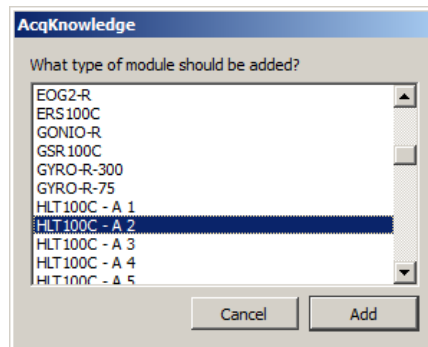 AcqKnowledge
What type of module should be added?
EOG2-R
ERS100C
GONIO-R
GSR100C
GYRO-R-300
GYRO-R-75
HLT100C - A 1
HLT100C - A 2
HLT100C - A 3
HLT100C - A 4
HLT100C - A 5
Cancel Add